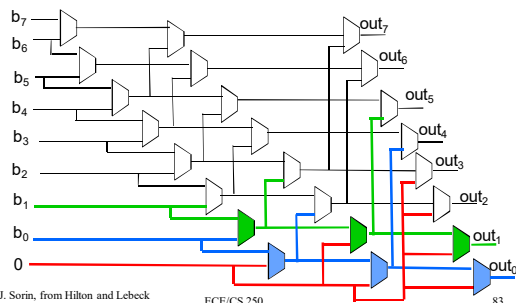 b7
out7
b6
out6
b5
out5
b4
out4
b3
out3
b2
out2
b1
out1
b0
out0
0
J. Sorin, from Hilton and Lebeck
ECE/CS 250
83